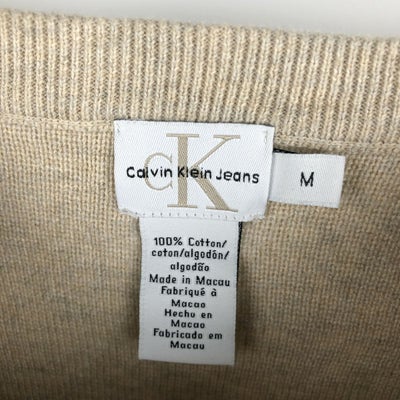 CK
Calvin Klein Jeans
M
100% Cotton/
coton/algodón/
algodão
Made in Macau
Fabriqué à
Macao
Hecho en
Macao
Fabricado em
Macau